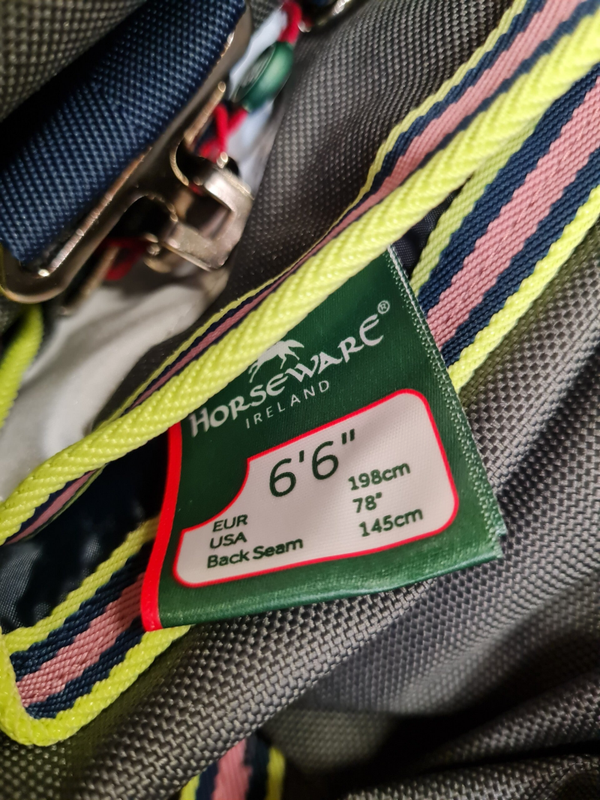 HORSEWARE®
IRELAND
6'6"
EUR 198cm
USA 78"
Back Seam 145cm